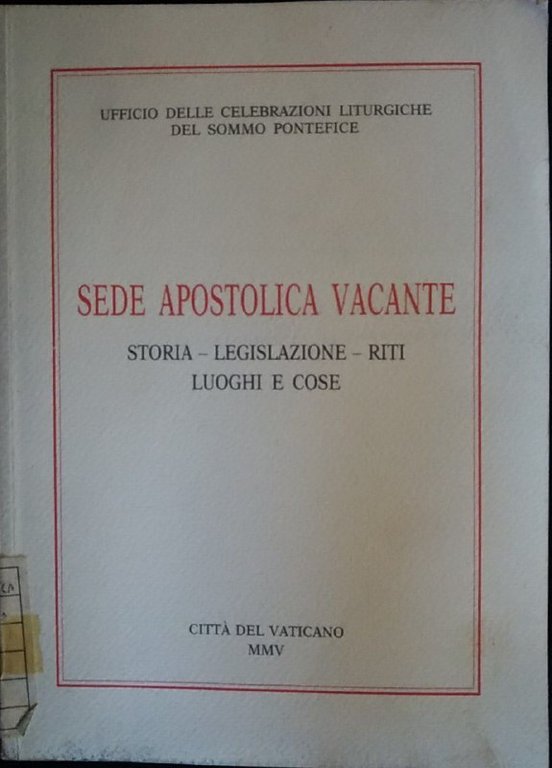 UFFICIO DELLE CELEBRAZIONI LITURGICHE
DEL SOMMO PONTEFICE
SEDE APOSTOLICA VACANTE
STORIA – LEGISLAZIONE – RITI
LUOGHI E COSE
CITTÀ DEL VATICANO
MMV